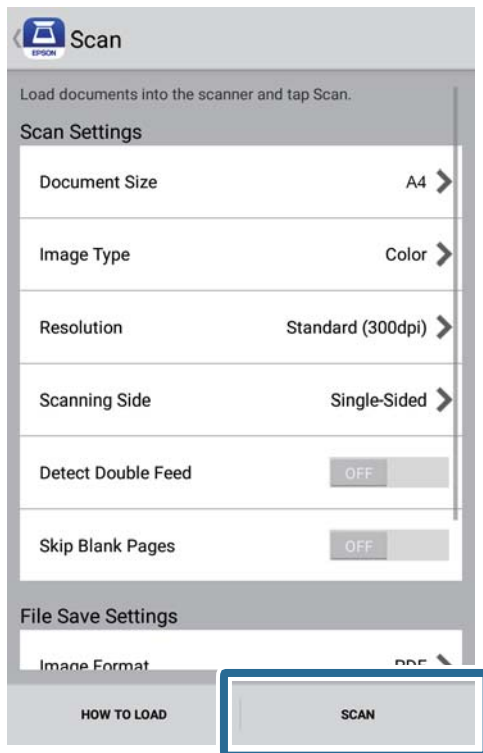 EPSON
Scan
Load documents into the scanner and tap Scan.
Scan Settings
Document Size A4
Image Type Color
Resolution Standard (300dpi)
Scanning Side Single-Sided
Detect Double Feed OFF
Skip Blank Pages OFF
File Save Settings
Image Format PDF
HOW TO LOAD SCAN